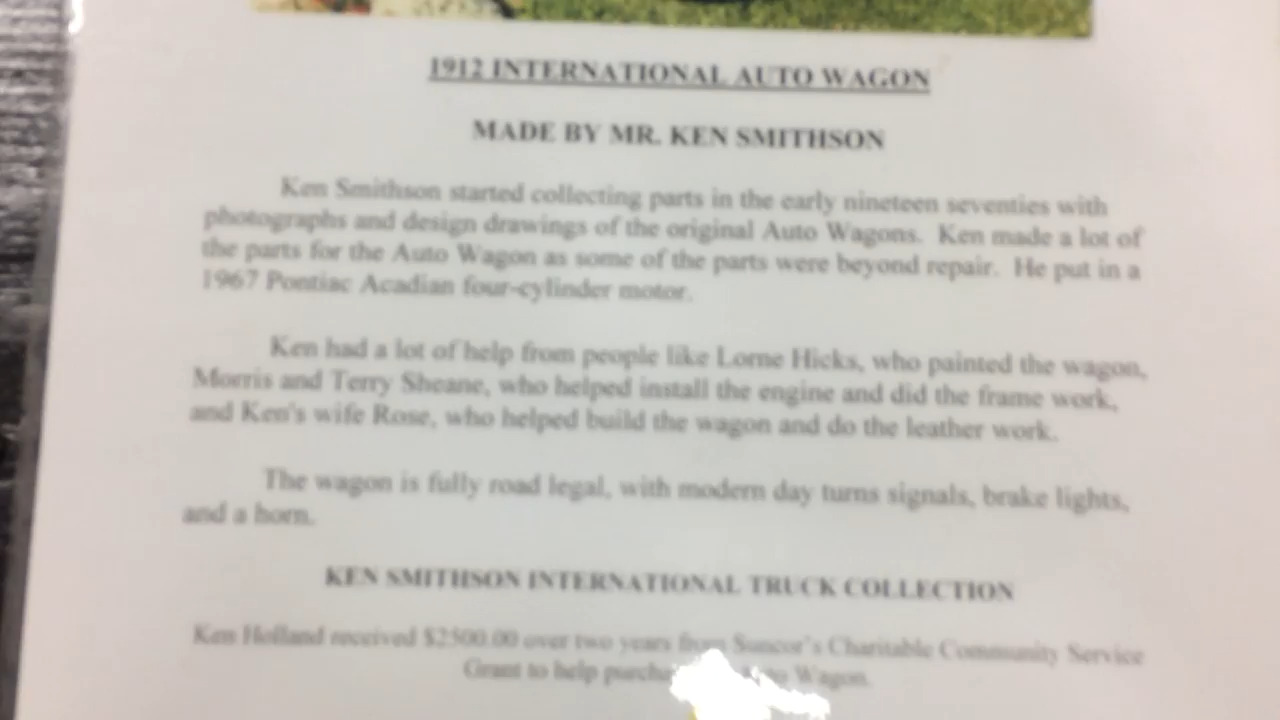 1912 INTERNATIONAL AUTO WAGON
MADE BY MR. KEN SMITHSON
Ken Smithson started collecting parts in the early nineteen seventies with
photographs and design drawings of the original Auto Wagons. Ken made a lot of
the parts for the Auto Wagon as some of the parts were beyond repair. He put in a
1967 Pontiac Acadian four-cylinder motor.
Ken had a lot of help from people like Lorne Hicks, who painted the wagon,
Morris and Terry Sheane, who helped install the engine and did the frame work,
and Ken's wife Rose, who helped build the wagon and do the leather work.
The wagon is fully road legal, with modern day turns signals, brake lights,
and a horn.
KEN SMITHSON INTERNATIONAL TRUCK COLLECTION
Ken Holland received $2500.00 over two years from Suncor's Charitable Community Service
Grant to help Wagon.